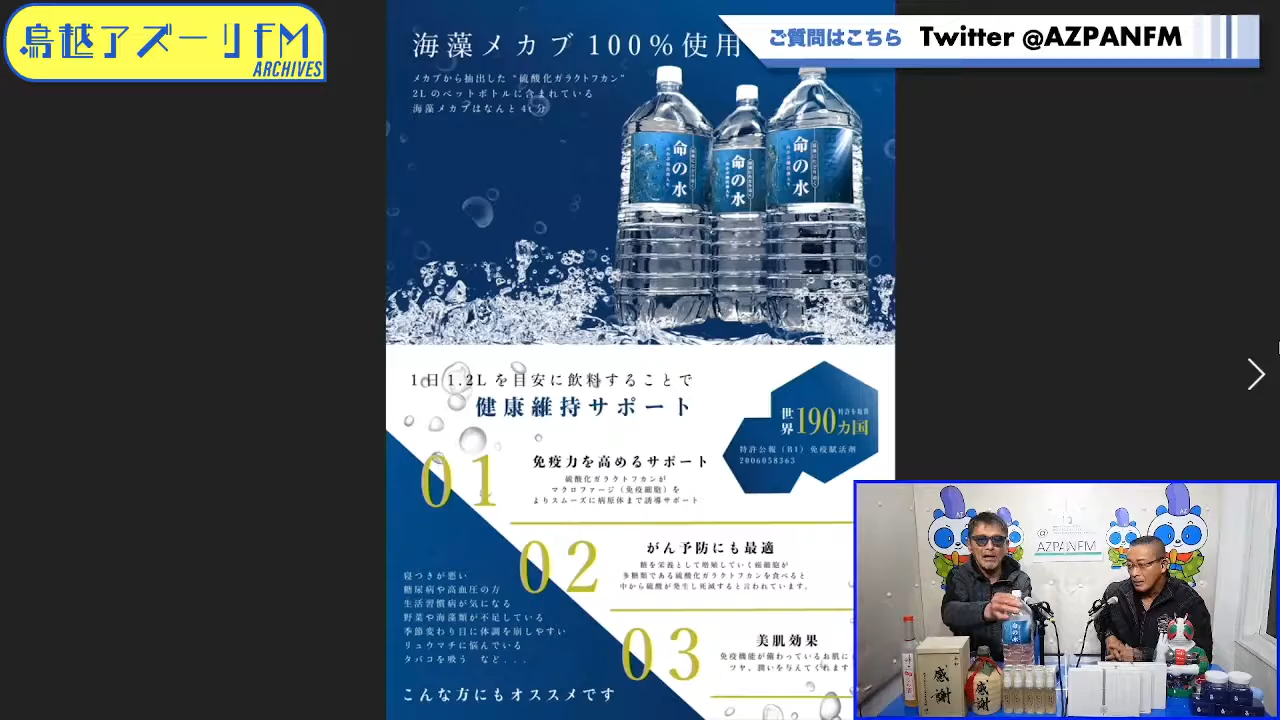 鳥越アズーリFM
ARCHIVES
ご質問はこちら Twitter @AZPANFM
海藻メカブ100%使用
メカブから抽出した “硫酸化ガラクトフカン”
2Lのペットボトルに含まれている
海藻メカブはなんと4t分
命の水
命の水
命の水
1日1.2Lを目安に飲料することで
健康維持サポート
世界190カ国
特許を取得
特許公報（B1）免疫賦活剤
2006058363
01
免疫力を高めるサポート
硫酸化ガラクトフカンが
マクロファージ（免疫細胞）を
よりスムーズに病原体まで誘導サポート
02
がん予防にも最適
糖を栄養として増殖していく癌細胞が
多糖類である硫酸化ガラクトフカンを食べると
中から硫酸が発生し死滅すると言われています。
03
美肌効果
免疫機能が備わっているお肌に
ツヤ、潤いを与えてくれます
寝つきが悪い
糖尿病や高血圧の方
生活習慣病が気になる
野菜や海藻類が不足している
季節変わり目に体調を崩しやすい
リュウマチに悩んでいる
タバコを吸う など...
こんな方にもオススメです
AZPANFM
命の水
感謝
感謝